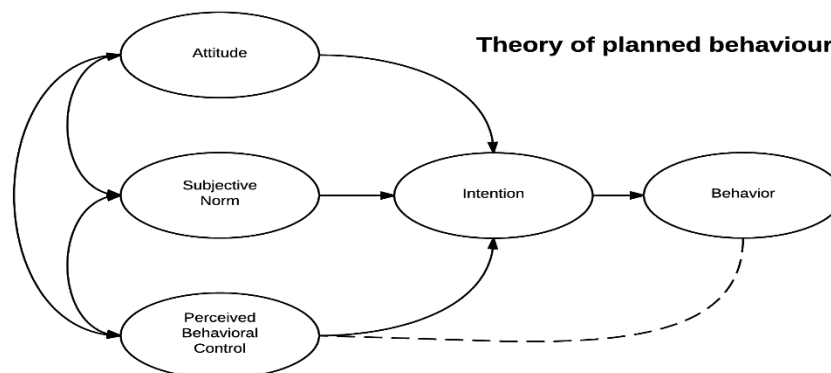 Theory of planned behaviour
Attitude
Subjective
Norm
Intention
Behavior
Perceived
Behavioral
Control